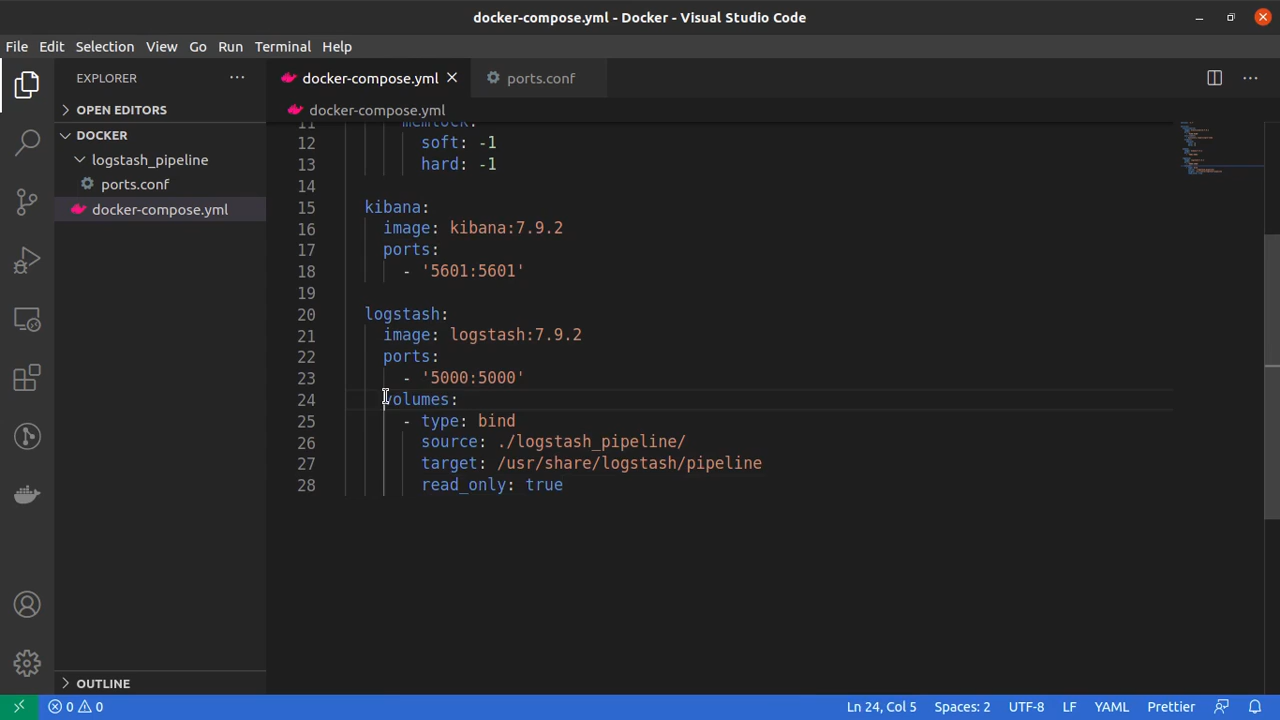 docker-compose.yml - Docker - Visual Studio Code
File Edit Selection View Go Run Terminal Help
EXPLORER
docker-compose.yml
ports.conf
OPEN EDITORS
docker-compose.yml
DOCKER
logstash_pipeline
ports.conf
docker-compose.yml
11 memlock:
12 soft: -1
13 hard: -1
14
15 kibana:
16 image: kibana:7.9.2
17 ports:
18 - '5601:5601'
19
20 logstash:
21 image: logstash:7.9.2
22 ports:
23 - '5000:5000'
24 volumes:
25 - type: bind
26 source: ./logstash_pipeline/
27 target: /usr/share/logstash/pipeline
28 read_only: true
OUTLINE
0 0
Ln 24, Col 5 Spaces: 2 UTF-8 LF YAML Prettier